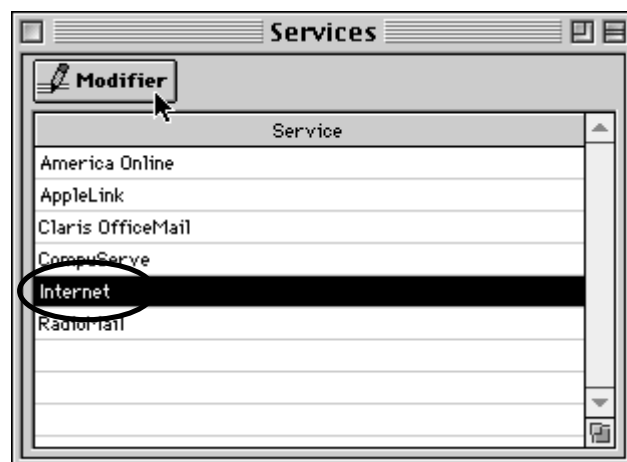 Services
Modifier
Service
America Online
AppleLink
Claris OfficeMail
CompuServe
Internet
RadioMail